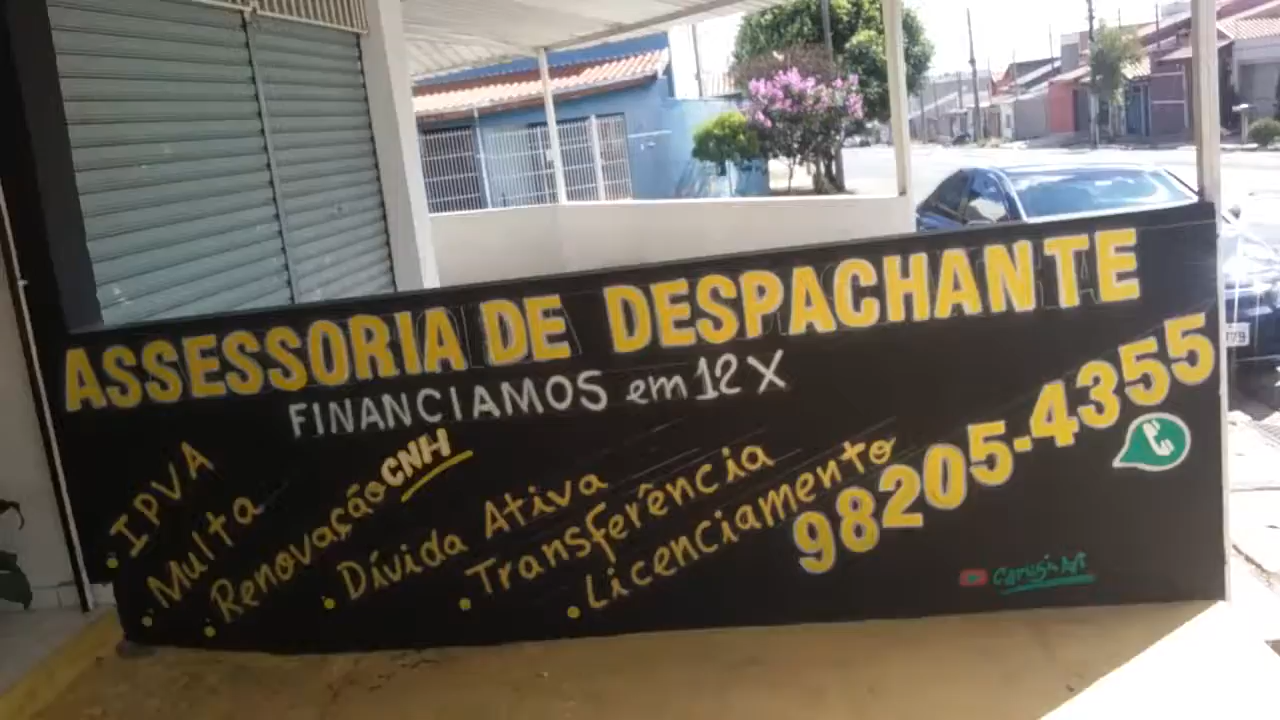 ASSESSORIA DE DESPACHANTE
FINANCIAMOS em 12X
• IPVA
• Multa
• Renovação CNH
• Dívida Ativa
• Transferência
• Licenciamento
98205-4355